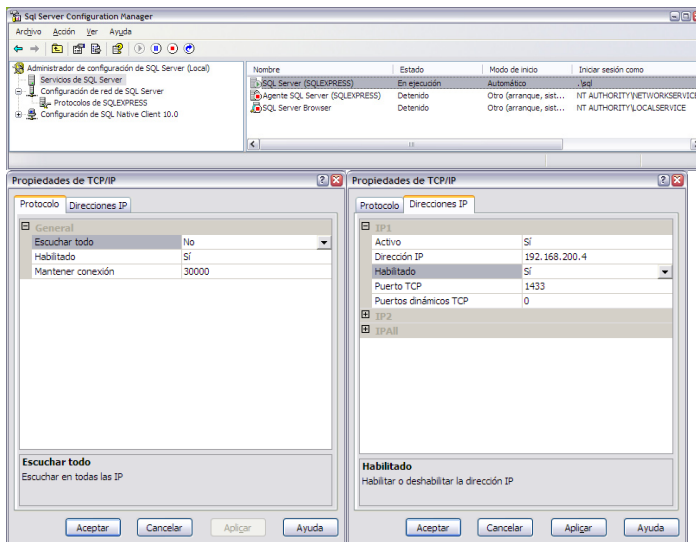 Sql Server Configuration Manager
Archivo Acción Ver Ayuda
Administrador de configuración de SQL Server (Local)
Servicios de SQL Server
Configuración de red de SQL Server
Protocolos de SQLEXPRESS
Configuración de SQL Native Client 10.0
Nombre Estado Modo de inicio Iniciar sesión como
SQL Server (SQLEXPRESS) En ejecución Automático .\sql
Agente SQL Server (SQLEXPRESS) Detenido Otro (arranque, sist... NT AUTHORITY\NETWORKSERVICE
SQL Server Browser Detenido Otro (arranque, sist... NT AUTHORITY\LOCALSERVICE
Propiedades de TCP/IP
Protocolo Direcciones IP
General
Escuchar todo No
Habilitado Sí
Mantener conexión 30000
Escuchar todo
Escuchar en todas las IP
Aceptar Cancelar Aplicar Ayuda
Propiedades de TCP/IP
Protocolo Direcciones IP
IP1
Activo Sí
Dirección IP 192.168.200.4
Habilitado Sí
Puerto TCP 1433
Puertos dinámicos TCP 0
IP2
IPAll
Habilitado
Habilitar o deshabilitar la dirección IP
Aceptar Cancelar Aplicar Ayuda